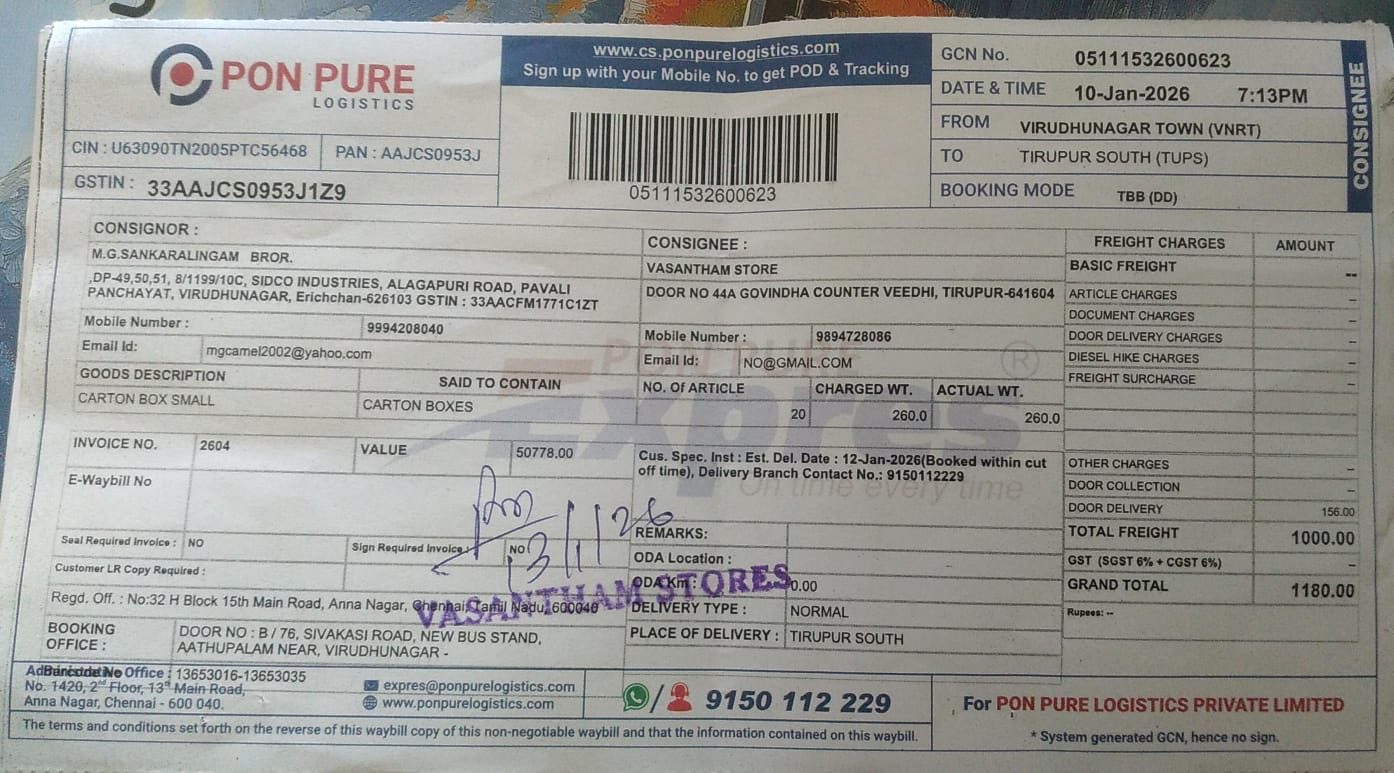 PON PURE
LOGISTICS
CIN : U63090TN2005PTC56468 PAN : AAJCS0953J
GSTIN : 33AAJCS0953J1Z9
www.cs.ponpurelogistics.com
Sign up with your Mobile No. to get POD & Tracking
05111532600623
GCN No. 05111532600623
DATE & TIME 10-Jan-2026 7:13PM
FROM VIRUDHUNAGAR TOWN (VNRT)
TO TIRUPUR SOUTH (TUPS)
BOOKING MODE TBB (DD)
CONSIGNEE
CONSIGNOR :
M.G.SANKARALINGAM BROR.
,DP-49,50,51, 8/1199/10C, SIDCO INDUSTRIES, ALAGAPURI ROAD, PAVALI
PANCHAYAT, VIRUDHUNAGAR, Erichchan-626103 GSTIN : 33AACFM1771C1ZT
Mobile Number : 9994208040
Email Id: mgcamel2002@yahoo.com
CONSIGNEE :
VASANTHAM STORE
DOOR NO 44A GOVINDHA COUNTER VEEDHI, TIRUPUR-641604
Mobile Number : 9894728086
Email Id: NO@GMAIL.COM
GOODS DESCRIPTION SAID TO CONTAIN NO. Of ARTICLE CHARGED WT. ACTUAL WT.
CARTON BOX SMALL CARTON BOXES 20 260.0 260.0
INVOICE NO. 2604 VALUE 50778.00
E-Waybill No
Cus. Spec. Inst : Est. Del. Date : 12-Jan-2026(Booked within cut
off time), Delivery Branch Contact No.: 9150112229
PON PURE
Expres
On time every time
®
Seal Required Invoice : NO Sign Required Invoice : NO
Customer LR Copy Required :
13/1/26
VASANTHAM STORES
REMARKS:
ODA Location :
ODA Km : 0.00
DELIVERY TYPE : NORMAL
PLACE OF DELIVERY : TIRUPUR SOUTH
Regd. Off. : No:32 H Block 15th Main Road, Anna Nagar, Chennai, Tamil Nadu, 600040
BOOKING OFFICE : DOOR NO : B / 76, SIVAKASI ROAD, NEW BUS STAND,
AATHUPALAM NEAR, VIRUDHUNAGAR -
FREIGHT CHARGES AMOUNT
BASIC FREIGHT --
ARTICLE CHARGES --
DOCUMENT CHARGES --
DOOR DELIVERY CHARGES --
DIESEL HIKE CHARGES --
FREIGHT SURCHARGE --
OTHER CHARGES --
DOOR COLLECTION --
DOOR DELIVERY 156.00
TOTAL FREIGHT 1000.00
GST (SGST 6% + CGST 6%) --
GRAND TOTAL 1180.00
Rupees: --
Office : 13653016-13653035
No. 1420, 2nd Floor, 13th Main Road,
Anna Nagar, Chennai - 600 040.
expres@ponpurelogistics.com
www.ponpurelogistics.com
9150 112 229
For PON PURE LOGISTICS PRIVATE LIMITED
* System generated GCN, hence no sign.
The terms and conditions set forth on the reverse of this waybill copy of this non-negotiable waybill and that the information contained on this waybill.